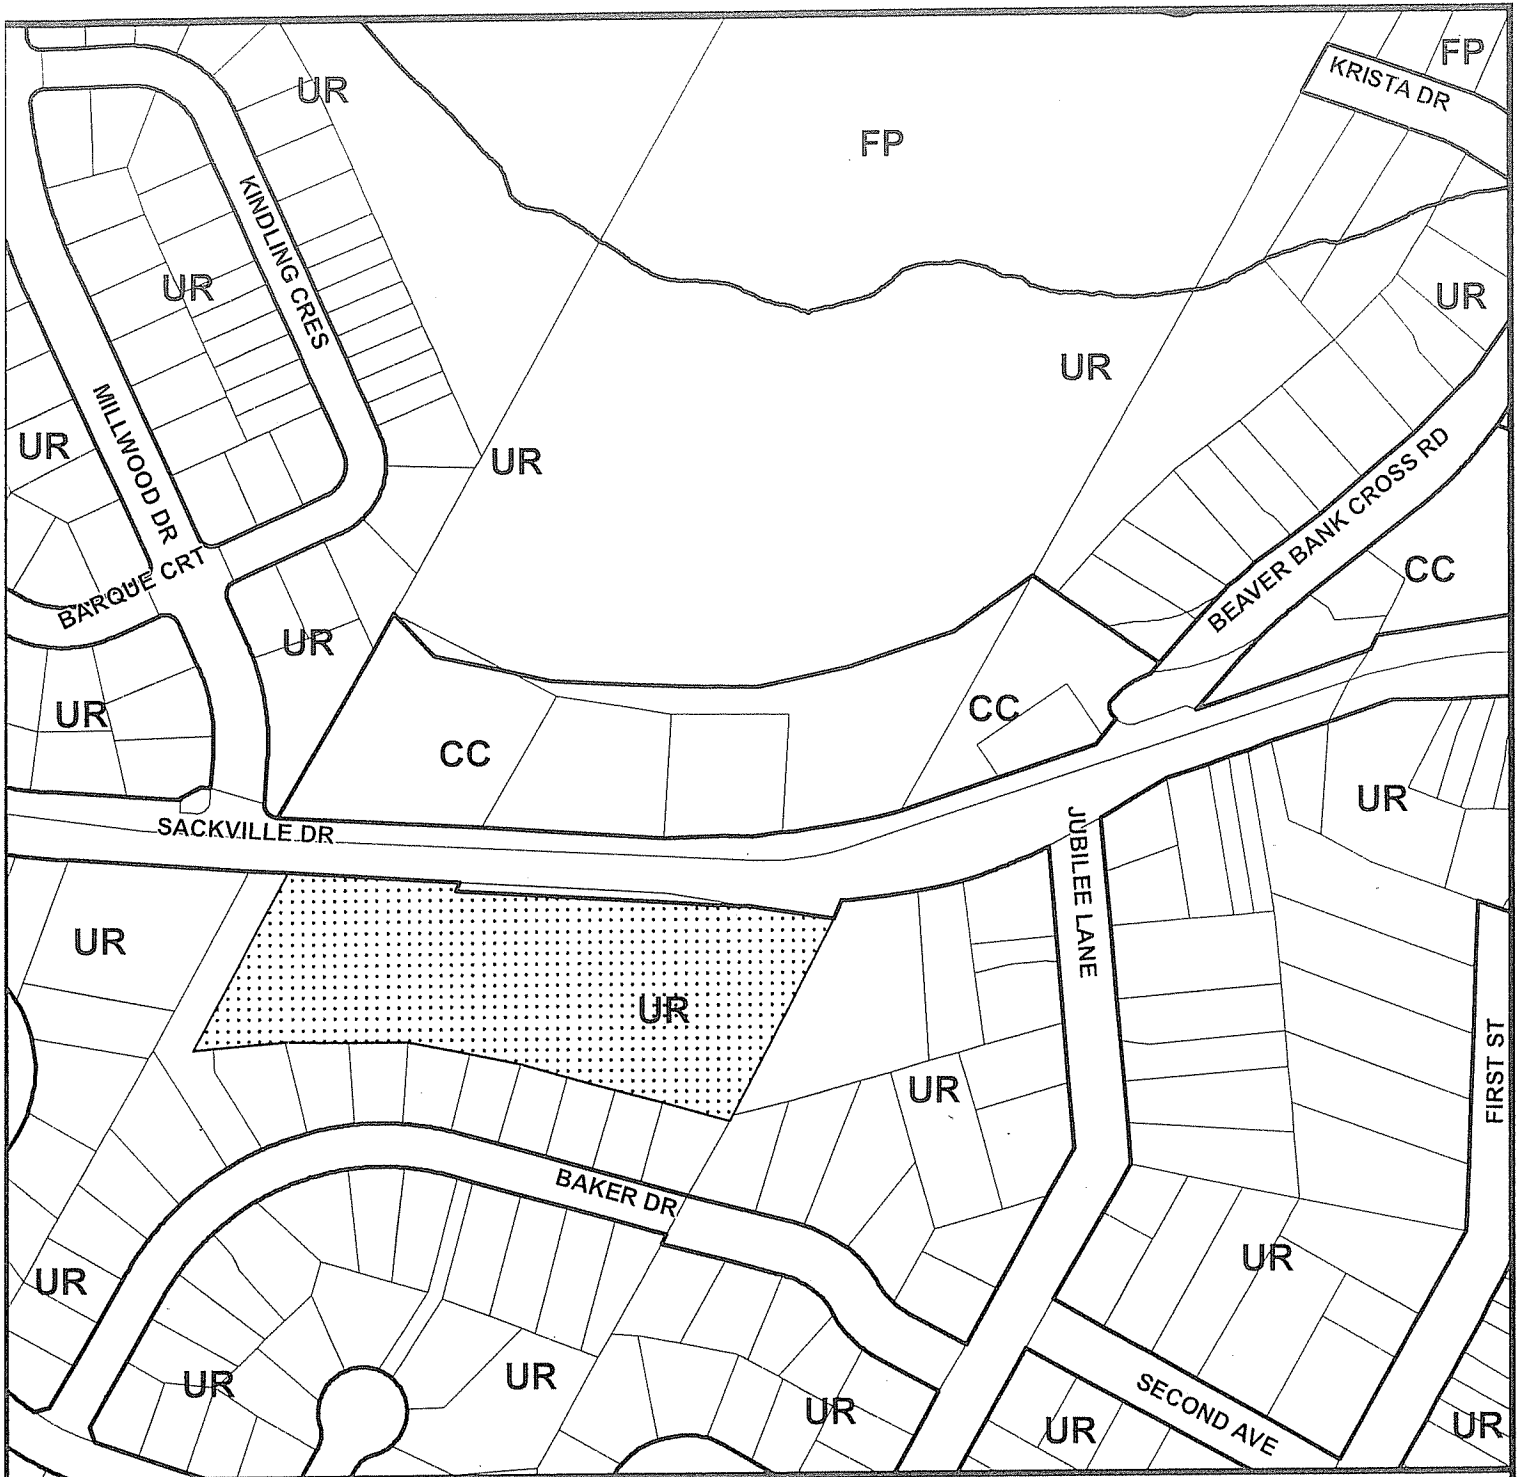 FP
KRISTA DR
UR
FP
KINDLING CRES
UR
UR
UR
MILLWOOD DR
UR
UR
BEAVER BANK CROSS RD
CC
BARQUE CRT
UR
UR
CC
CC
UR
SACKVILLE DR
JUBILEE LANE
UR
UR
FIRST ST
UR
BAKER DR
UR
UR
UR
UR
UR
SECOND AVE
UR
UR